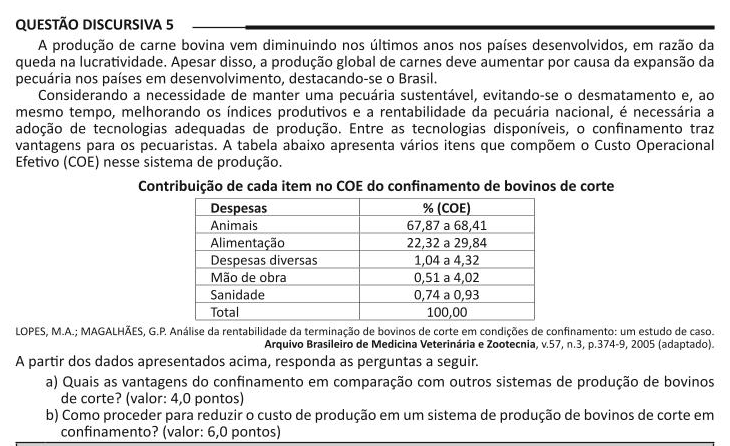 QUESTÃO DISCURSIVA 5
A produção de carne bovina vem diminuindo nos últimos anos nos países desenvolvidos, em razão da
queda na lucratividade. Apesar disso, a produção global de carnes deve aumentar por causa da expansão da
pecuária nos países em desenvolvimento, destacando-se o Brasil.
Considerando a necessidade de manter uma pecuária sustentável, evitando-se o desmatamento e, ao
mesmo tempo, melhorando os índices produtivos e a rentabilidade da pecuária nacional, é necessária a
adoção de tecnologias adequadas de produção. Entre as tecnologias disponíveis, o confinamento traz
vantagens para os pecuaristas. A tabela abaixo apresenta vários itens que compõem o Custo Operacional
Efetivo (COE) nesse sistema de produção.
Contribuição de cada item no COE do confinamento de bovinos de corte
Despesas % (COE)
Animais 67,87 a 68,41
Alimentação 22,32 a 29,84
Despesas diversas 1,04 a 4,32
Mão de obra 0,51 a 4,02
Sanidade 0,74 a 0,93
Total 100,00
LOPES, M.A.; MAGALHÃES, G.P. Análise da rentabilidade da terminação de bovinos de corte em condições de confinamento: um estudo de caso.
Arquivo Brasileiro de Medicina Veterinária e Zootecnia, v.57, n.3, p.374-9, 2005 (adaptado).
A partir dos dados apresentados acima, responda as perguntas a seguir.
a) Quais as vantagens do confinamento em comparação com outros sistemas de produção de bovinos
de corte? (valor: 4,0 pontos)
b) Como proceder para reduzir o custo de produção em um sistema de produção de bovinos de corte em
confinamento? (valor: 6,0 pontos)